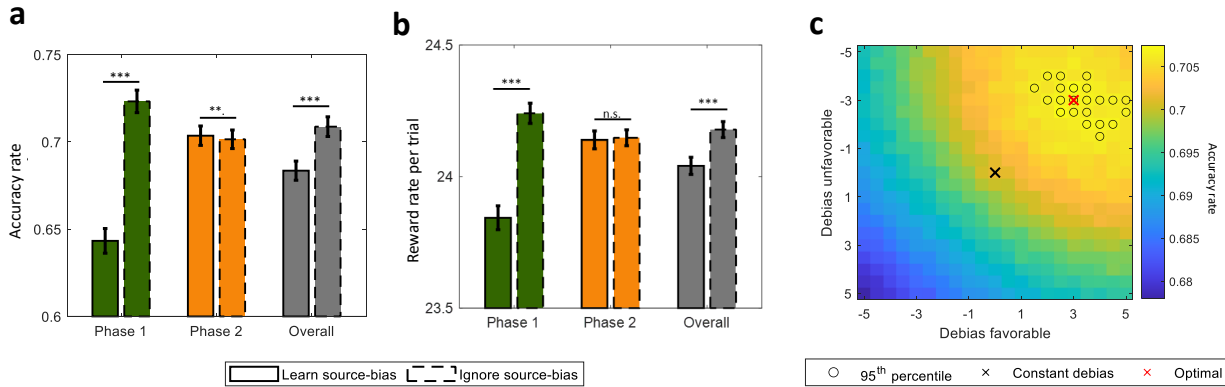 a
0.75
0.7
0.65
0.6
Accuracy rate
***
**.
***
Phase 1
Phase 2
Overall
b
24.5
24
23.5
Reward rate per trial
***
n.s.
***
Phase 1
Phase 2
Overall
Learn source-bias
Ignore source-bias
c
-5
-3
-1
1
3
5
Debias unfavorable
-5
-3
-1
1
3
5
Debias favorable
0.705
0.7
0.695
0.69
0.685
0.68
Accuracy rate
95th percentile
Constant debias
Optimal